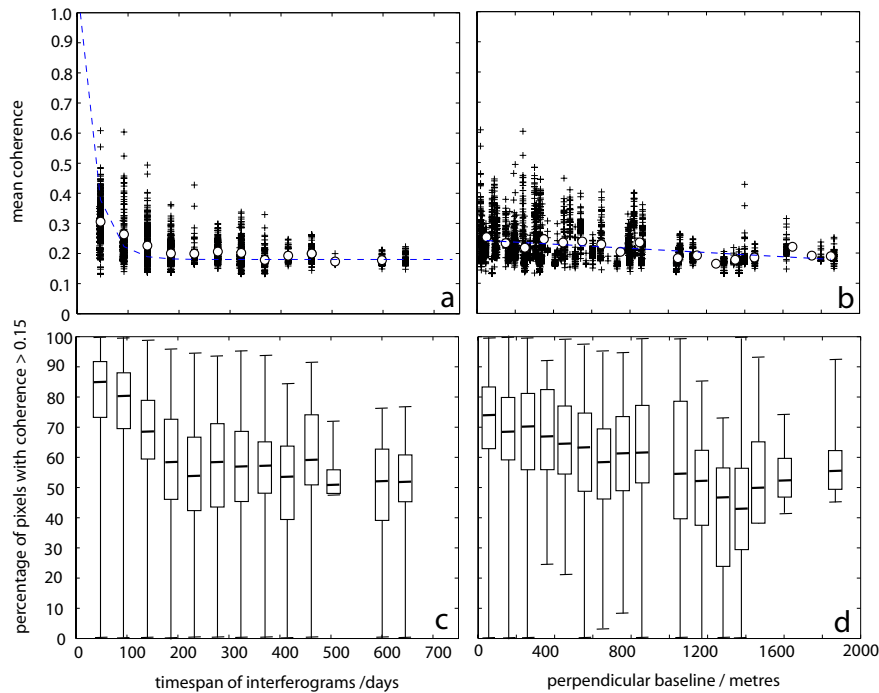 mean coherence
1.0
0.9
0.8
0.7
0.6
0.5
0.4
0.3
0.2
0.1
0
a
b
percentage of pixels with coherence > 0.15
100
90
80
70
60
50
40
30
20
10
0
c
d
0 100 200 300 400 500 600 700
0 400 800 1200 1600 2000
timespan of interferograms /days
perpendicular baseline / metres